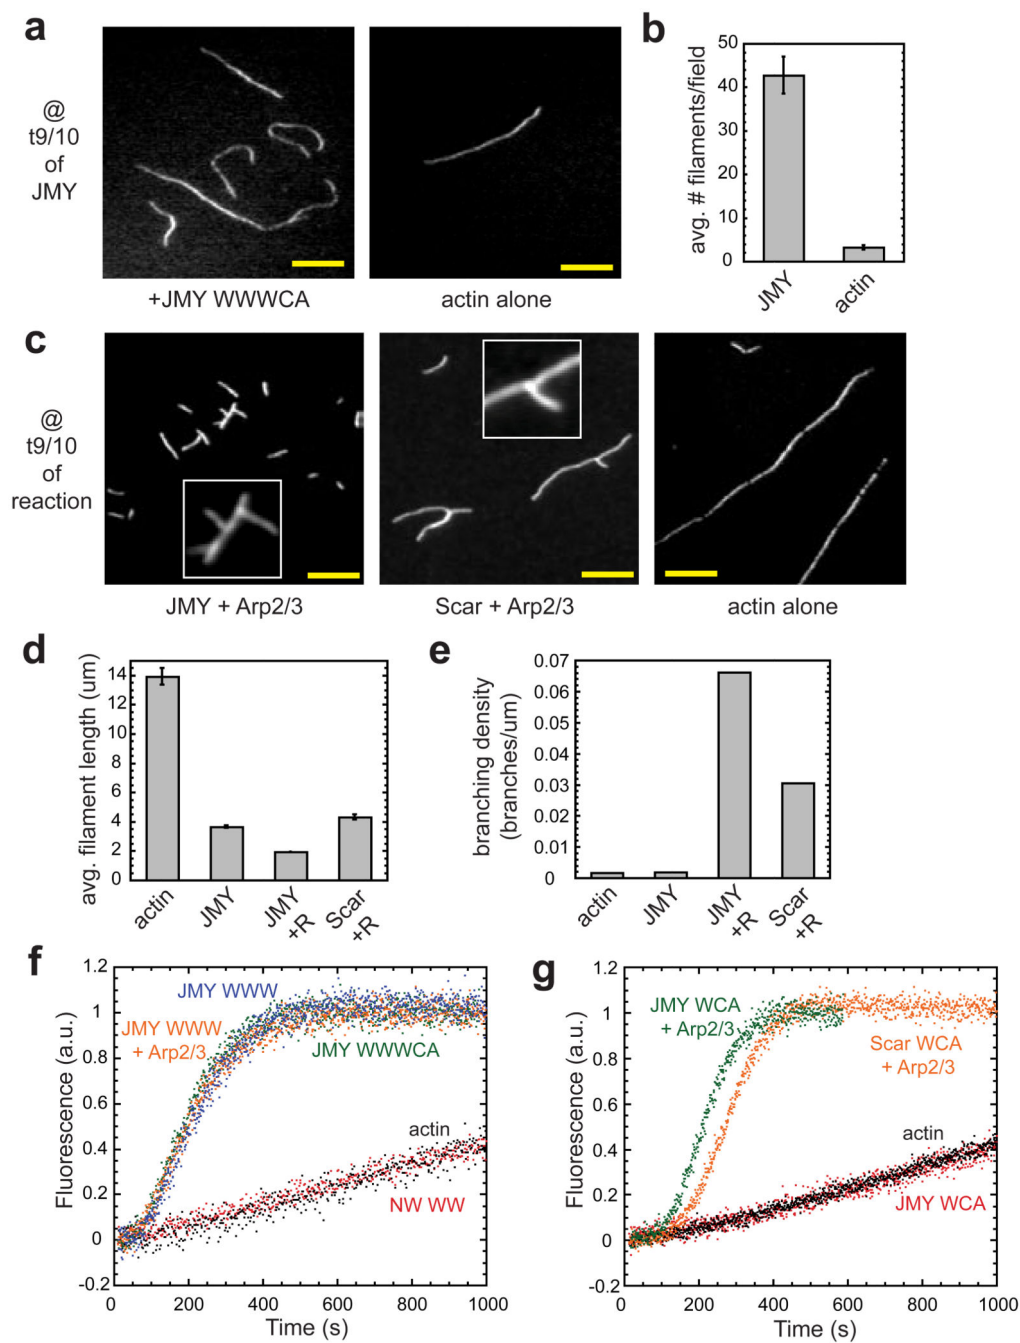 a
@
t9/10
of
JMY
+JMY WWWCA
actin alone
b
avg. # filaments/field
50
40
30
20
10
0
JMY
actin
c
@
t9/10
of
reaction
JMY + Arp2/3
Scar + Arp2/3
actin alone
d
avg. filament length (um)
14
12
10
8
6
4
2
0
actin
JMY
JMY
+R
Scar
+R
e
branching density
(branches/um)
0.07
0.06
0.05
0.04
0.03
0.02
0.01
0
actin
JMY
JMY
+R
Scar
+R
f
Fluorescence (a.u.)
1.2
1
0.8
0.6
0.4
0.2
0
-0.2
JMY WWW
JMY WWW
+ Arp2/3
JMY WWWCA
actin
NW WW
0
200
400
600
800
1000
Time (s)
g
Fluorescence (a.u.)
1.2
1
0.8
0.6
0.4
0.2
0
-0.2
JMY WCA
+ Arp2/3
Scar WCA
+ Arp2/3
actin
JMY WCA
0
200
400
600
800
1000
Time (s)